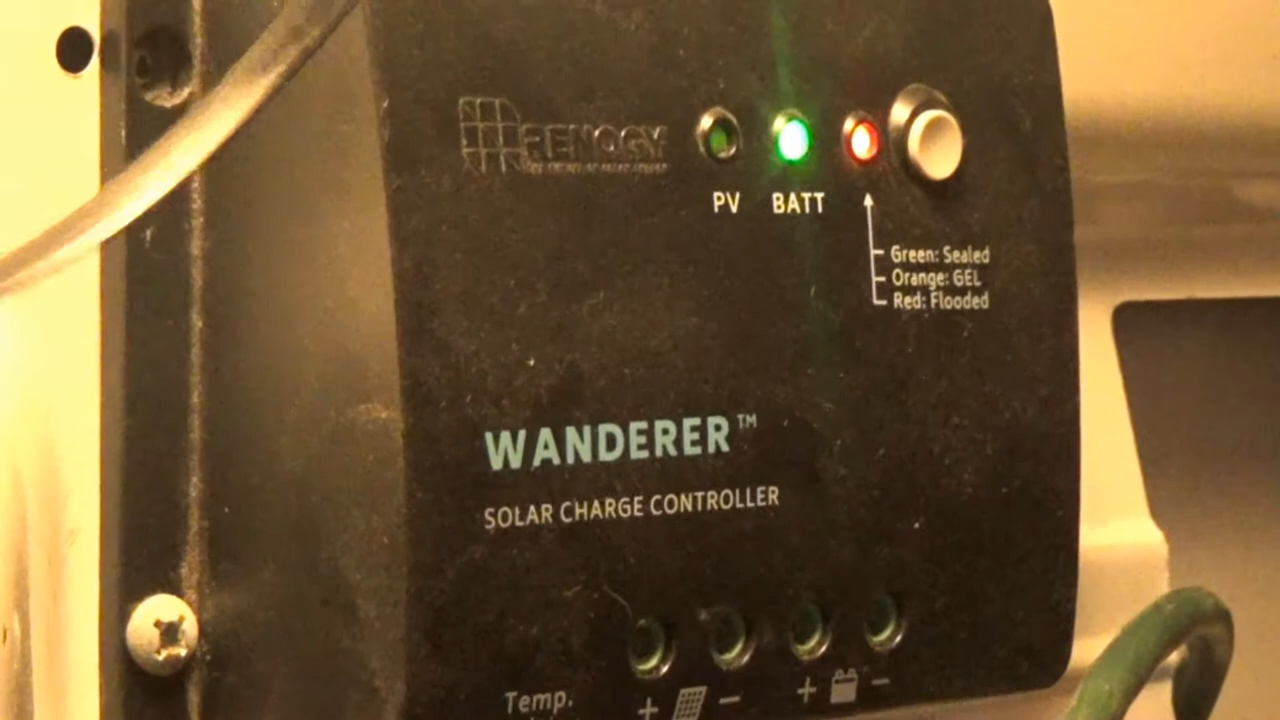 RENOGY
PV BATT
Green: Sealed
Orange: GEL
Red: Flooded
WANDERER™
SOLAR CHARGE CONTROLLER
Temp.
+ - + -